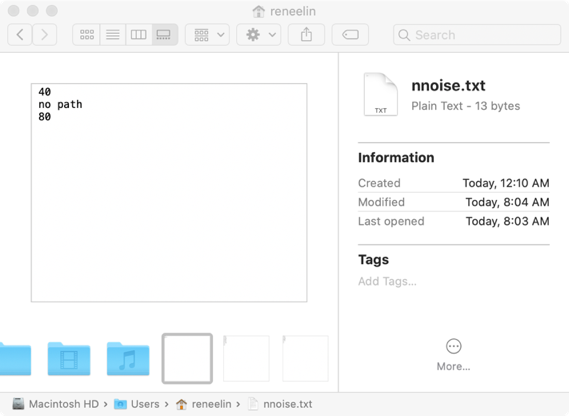 reneelin
Search
40
no path
80
TXT
nnoise.txt
Plain Text - 13 bytes
Information
Created Today, 12:10 AM
Modified Today, 8:04 AM
Last opened Today, 8:03 AM
Tags
Add Tags...
More...
Macintosh HD › Users › reneelin › nnoise.txt